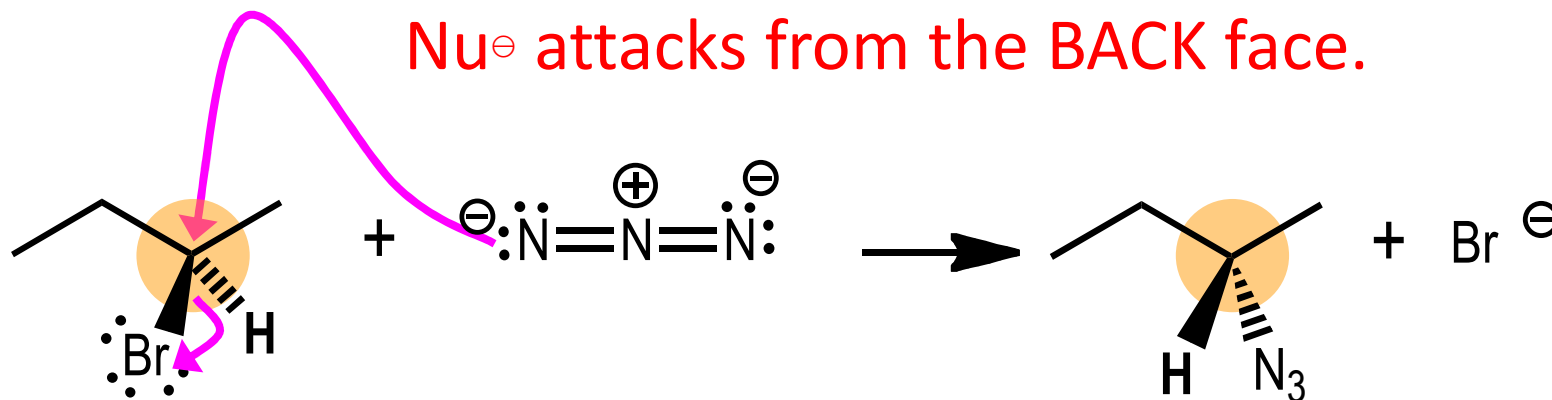 Nu⊖ attacks from the BACK face.
+ ⊖ :N=N=N: ⊕ ⊖ + Br ⊖
Br H H N3